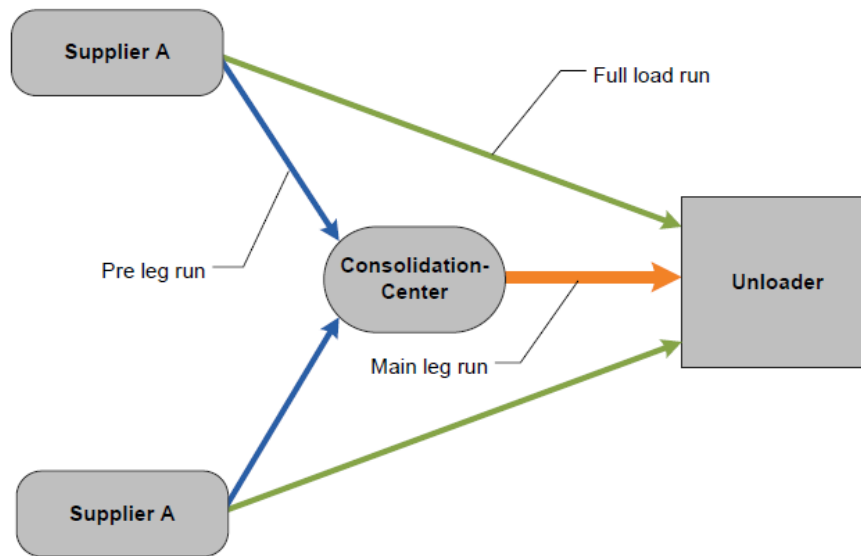 Supplier A
Full load run
Pre leg run
Consolidation-
Center
Unloader
Main leg run
Supplier A